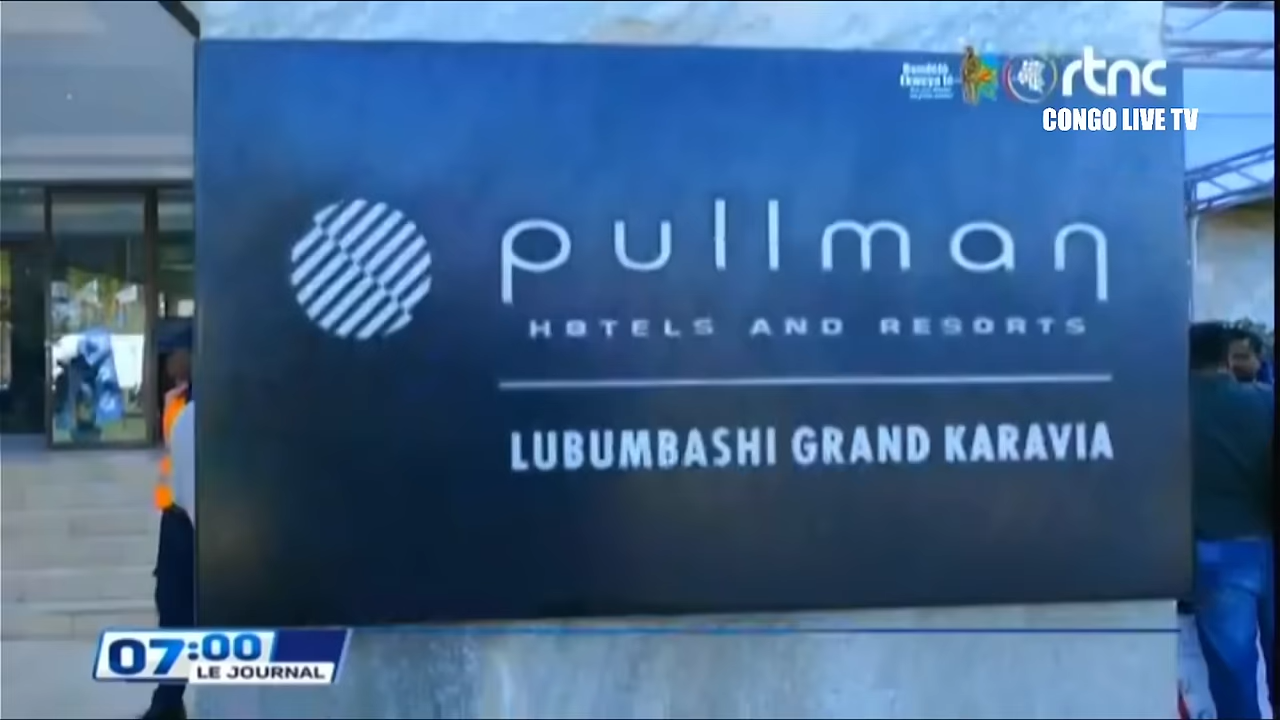 rtnc
CONGO LIVE TV
pullman
HOTELS AND RESORTS
LUBUMBASHI GRAND KARAVIA
07:00
LE JOURNAL